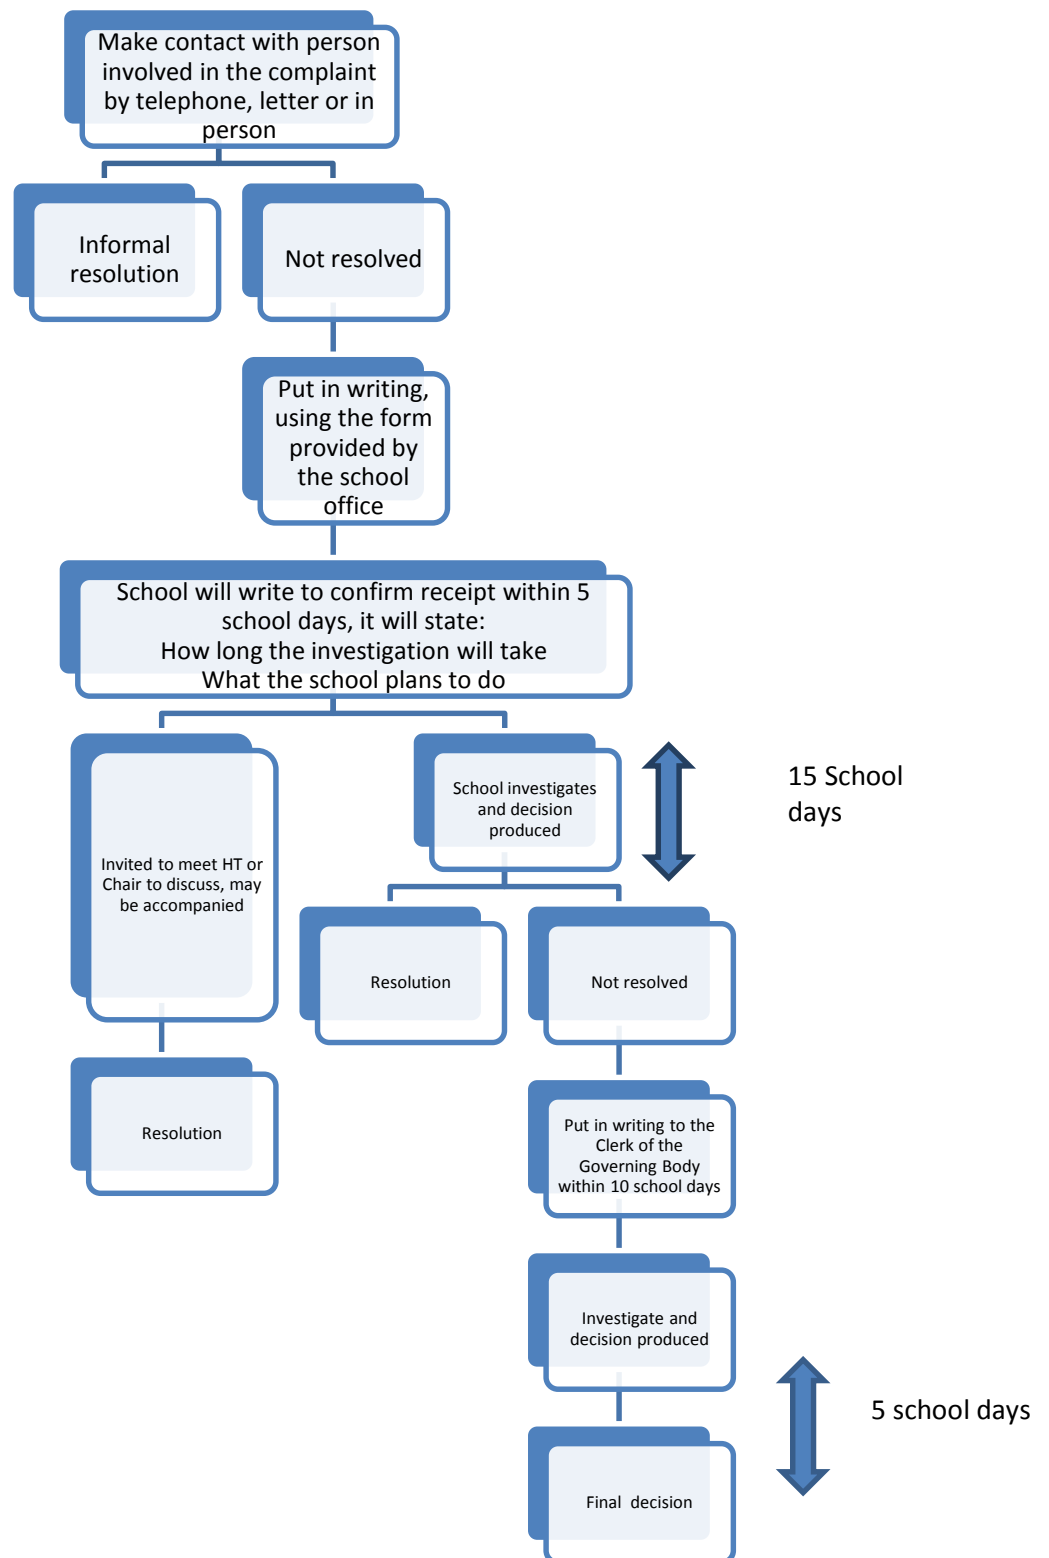 Make contact with person
involved in the complaint
by telephone, letter or in
person
Informal
resolution
Not resolved
Put in writing,
using the form
provided by
the school
office
School will write to confirm receipt within 5
school days, it will state:
How long the investigation will take
What the school plans to do
Invited to meet HT or
Chair to discuss, may
be accompanied
School investigates
and decision
produced
15 School
days
Resolution
Not resolved
Resolution
Put in writing to the
Clerk of the
Governing Body
within 10 school days
Investigate and
decision produced
5 school days
Final decision